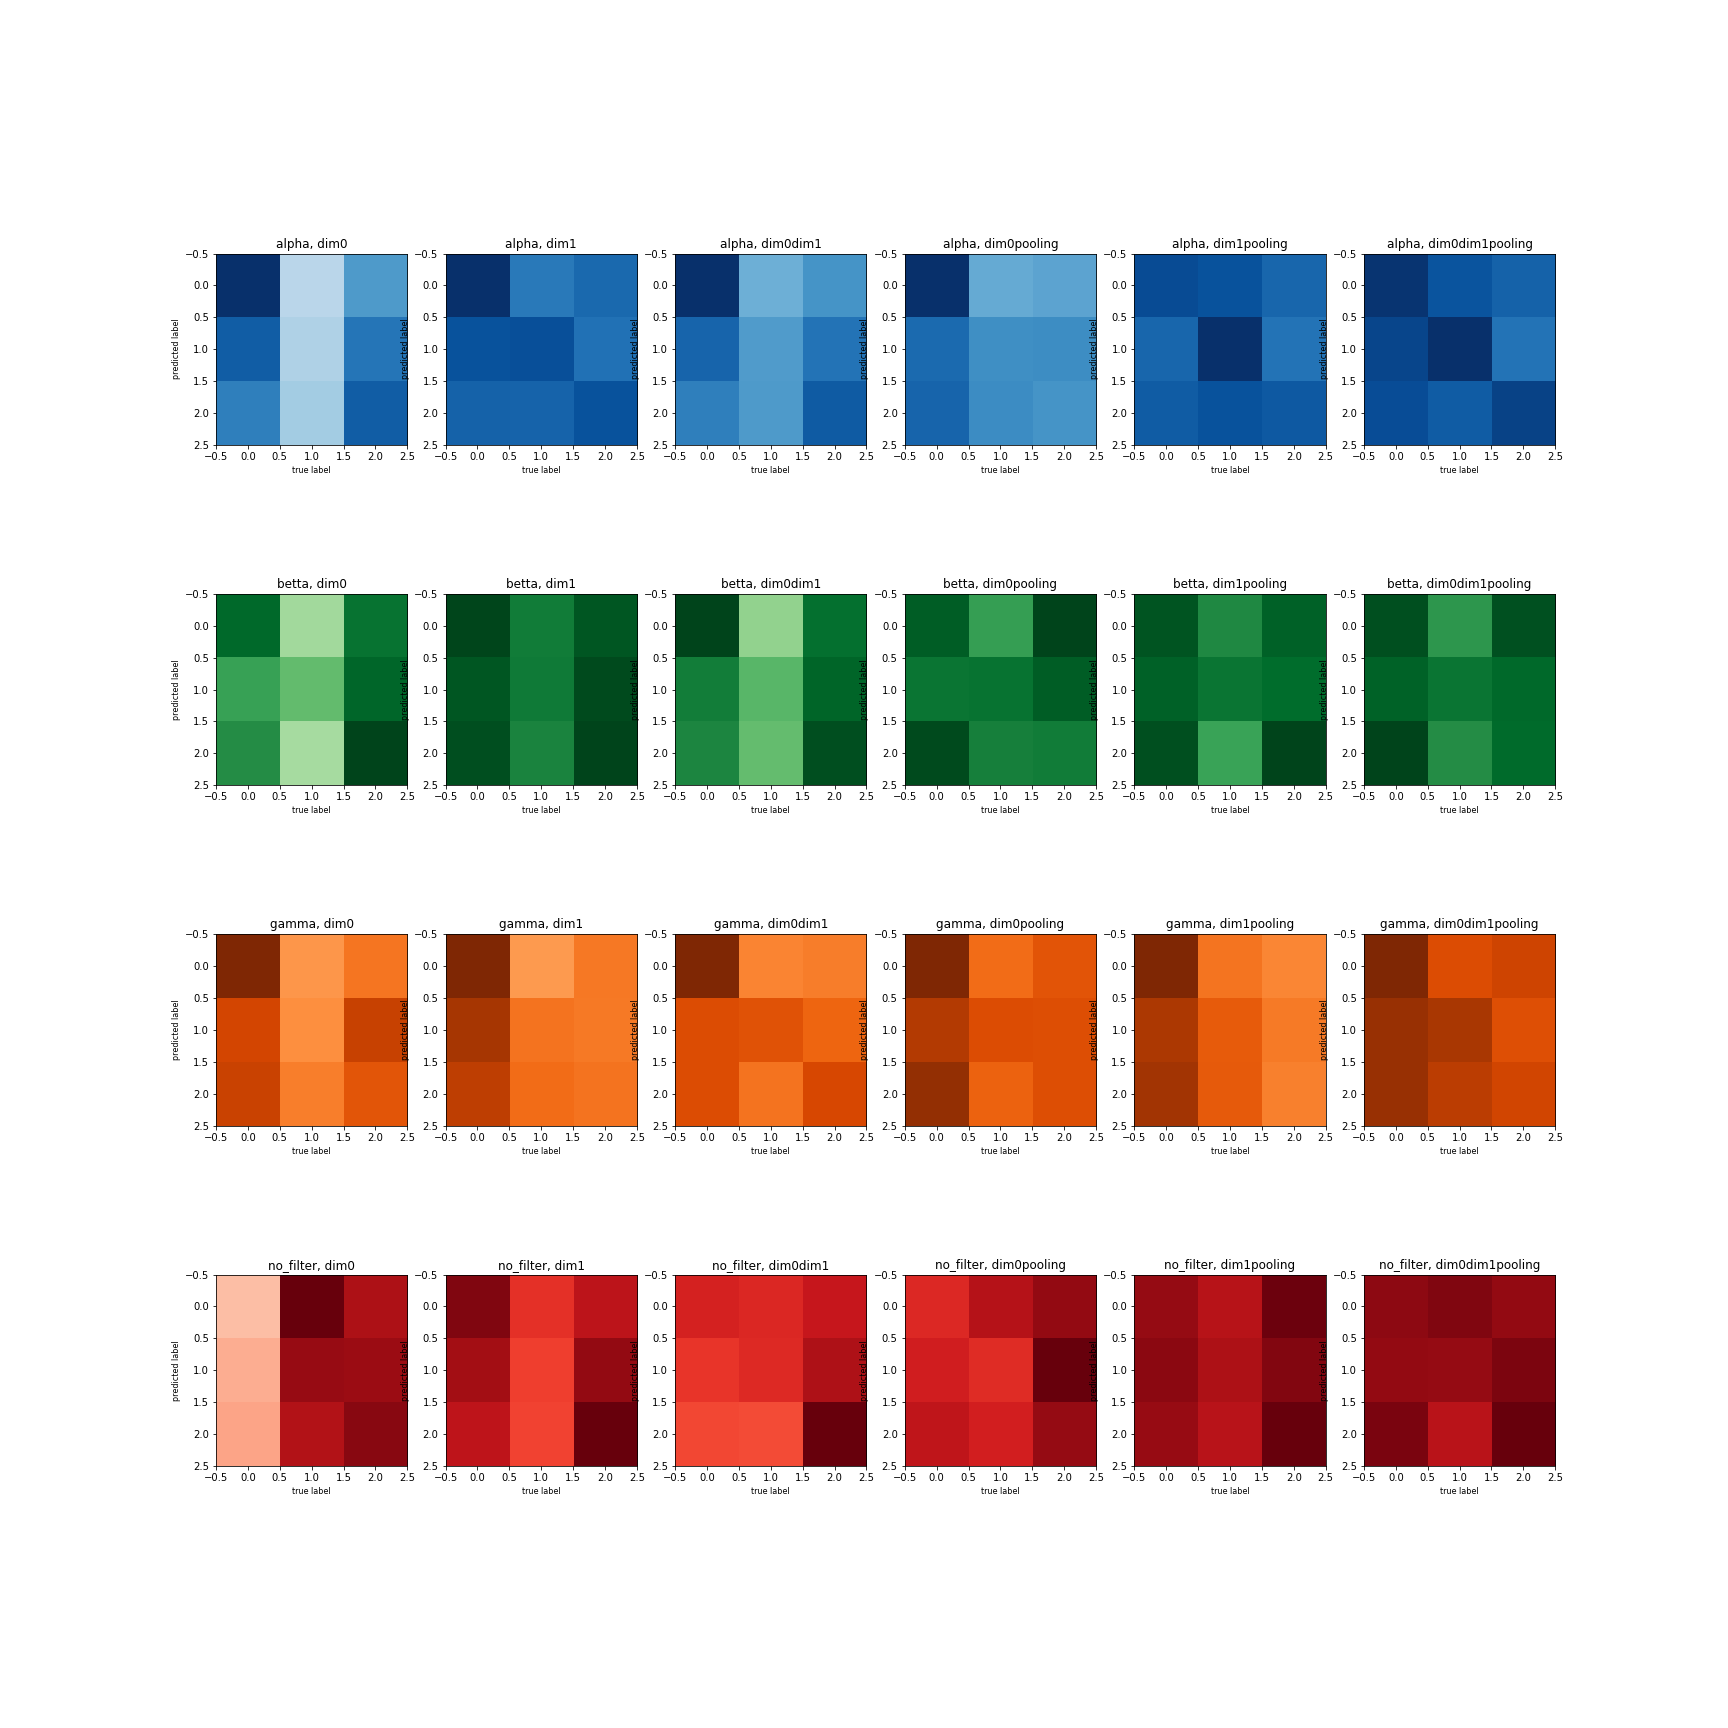 alpha, dim0 alpha, dim1 alpha, dim0dim1 alpha, dim0pooling alpha, dim1pooling alpha, dim0dim1pooling
−0.5 −0.5 −0.5 −0.5 −0.5 −0.5
0.0 0.0 0.0 0.0 0.0 0.0
0.5 0.5 0.5 0.5 0.5 0.5
predicted label predicted label predicted label predicted label predicted label predicted label
1.0 1.0 1.0 1.0 1.0 1.0
1.5 1.5 1.5 1.5 1.5 1.5
2.0 2.0 2.0 2.0 2.0 2.0
2.5 2.5 2.5 2.5 2.5 2.5
−0.5 0.0 0.5 1.0 1.5 2.0 2.5 −0.5 0.0 0.5 1.0 1.5 2.0 2.5 −0.5 0.0 0.5 1.0 1.5 2.0 2.5 −0.5 0.0 0.5 1.0 1.5 2.0 2.5 −0.5 0.0 0.5 1.0 1.5 2.0 2.5 −0.5 0.0 0.5 1.0 1.5 2.0 2.5
true label true label true label true label true label true label
betta, dim0 betta, dim1 betta, dim0dim1 betta, dim0pooling betta, dim1pooling betta, dim0dim1pooling
−0.5 −0.5 −0.5 −0.5 −0.5 −0.5
0.0 0.0 0.0 0.0 0.0 0.0
0.5 0.5 0.5 0.5 0.5 0.5
predicted label predicted label predicted label predicted label predicted label predicted label
1.0 1.0 1.0 1.0 1.0 1.0
1.5 1.5 1.5 1.5 1.5 1.5
2.0 2.0 2.0 2.0 2.0 2.0
2.5 2.5 2.5 2.5 2.5 2.5
−0.5 0.0 0.5 1.0 1.5 2.0 2.5 −0.5 0.0 0.5 1.0 1.5 2.0 2.5 −0.5 0.0 0.5 1.0 1.5 2.0 2.5 −0.5 0.0 0.5 1.0 1.5 2.0 2.5 −0.5 0.0 0.5 1.0 1.5 2.0 2.5 −0.5 0.0 0.5 1.0 1.5 2.0 2.5
true label true label true label true label true label true label
gamma, dim0 gamma, dim1 gamma, dim0dim1 gamma, dim0pooling gamma, dim1pooling gamma, dim0dim1pooling
−0.5 −0.5 −0.5 −0.5 −0.5 −0.5
0.0 0.0 0.0 0.0 0.0 0.0
0.5 0.5 0.5 0.5 0.5 0.5
predicted label predicted label predicted label predicted label predicted label predicted label
1.0 1.0 1.0 1.0 1.0 1.0
1.5 1.5 1.5 1.5 1.5 1.5
2.0 2.0 2.0 2.0 2.0 2.0
2.5 2.5 2.5 2.5 2.5 2.5
−0.5 0.0 0.5 1.0 1.5 2.0 2.5 −0.5 0.0 0.5 1.0 1.5 2.0 2.5 −0.5 0.0 0.5 1.0 1.5 2.0 2.5 −0.5 0.0 0.5 1.0 1.5 2.0 2.5 −0.5 0.0 0.5 1.0 1.5 2.0 2.5 −0.5 0.0 0.5 1.0 1.5 2.0 2.5
true label true label true label true label true label true label
no_filter, dim0 no_filter, dim1 no_filter, dim0dim1 no_filter, dim0pooling no_filter, dim1pooling no_filter, dim0dim1pooling
−0.5 −0.5 −0.5 −0.5 −0.5 −0.5
0.0 0.0 0.0 0.0 0.0 0.0
0.5 0.5 0.5 0.5 0.5 0.5
predicted label predicted label predicted label predicted label predicted label predicted label
1.0 1.0 1.0 1.0 1.0 1.0
1.5 1.5 1.5 1.5 1.5 1.5
2.0 2.0 2.0 2.0 2.0 2.0
2.5 2.5 2.5 2.5 2.5 2.5
−0.5 0.0 0.5 1.0 1.5 2.0 2.5 −0.5 0.0 0.5 1.0 1.5 2.0 2.5 −0.5 0.0 0.5 1.0 1.5 2.0 2.5 −0.5 0.0 0.5 1.0 1.5 2.0 2.5 −0.5 0.0 0.5 1.0 1.5 2.0 2.5 −0.5 0.0 0.5 1.0 1.5 2.0 2.5
true label true label true label true label true label true label